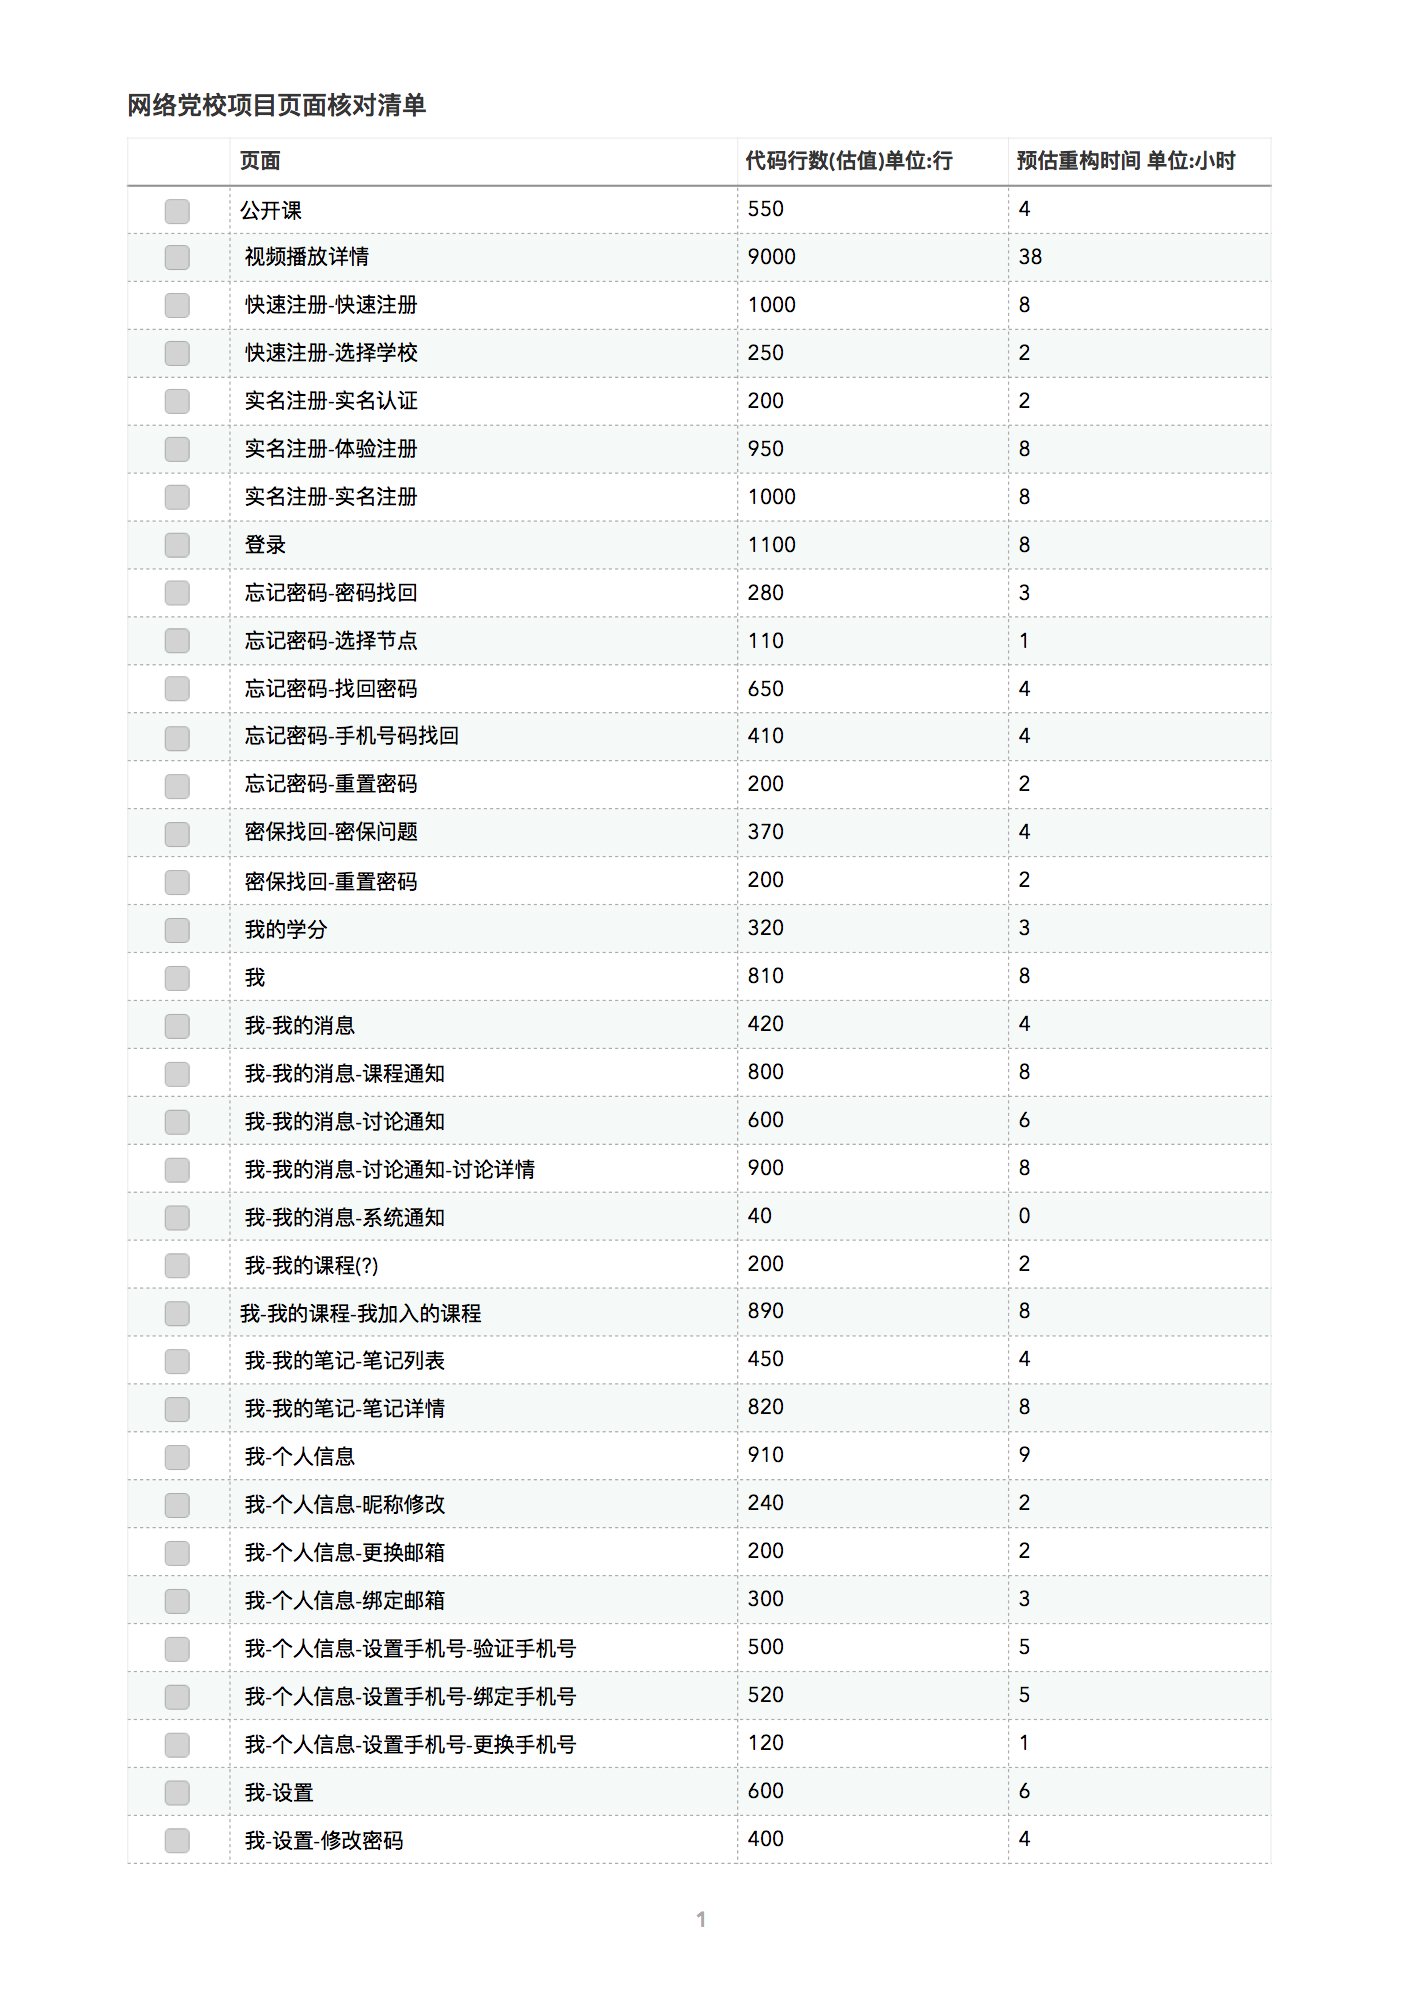 网络党校项目页面核对清单
页面 代码行数(估值)单位:行 预估重构时间 单位:小时
公开课 550 4
视频播放详情 9000 38
快速注册-快速注册 1000 8
快速注册-选择学校 250 2
实名注册-实名认证 200 2
实名注册-体验注册 950 8
实名注册-实名注册 1000 8
登录 1100 8
忘记密码-密码找回 280 3
忘记密码-选择节点 110 1
忘记密码-找回密码 650 4
忘记密码-手机号码找回 410 4
忘记密码-重置密码 200 2
密保找回-密保问题 370 4
密保找回-重置密码 200 2
我的学分 320 3
我 810 8
我-我的消息 420 4
我-我的消息-课程通知 800 8
我-我的消息-讨论通知 600 6
我-我的消息-讨论通知-讨论详情 900 8
我-我的消息-系统通知 40 0
我-我的课程(?) 200 2
我-我的课程-我加入的课程 890 8
我-我的笔记-笔记列表 450 4
我-我的笔记-笔记详情 820 8
我-个人信息 910 9
我-个人信息-昵称修改 240 2
我-个人信息-更换邮箱 200 2
我-个人信息-绑定邮箱 300 3
我-个人信息-设置手机号-验证手机号 500 5
我-个人信息-设置手机号-绑定手机号 520 5
我-个人信息-设置手机号-更换手机号 120 1
我-设置 600 6
我-设置-修改密码 400 4
1